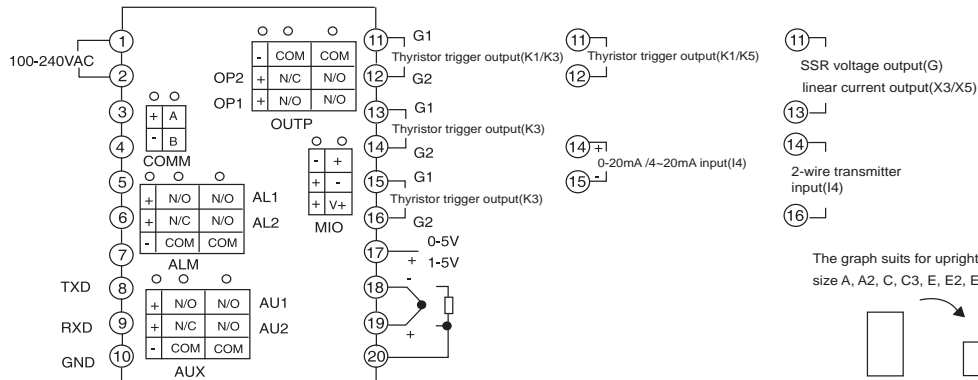 100-240VAC
1
2
3
4
5
6
7
8
9
10
TXD
RXD
GND
+ A
- B
COMM
- COM COM
OP2 + N/C N/O
OP1 + N/O N/O
OUTP
- +
+ -
+ V+
MIO
+ N/O N/O AL1
+ N/C N/O AL2
- COM COM
ALM
+ N/O N/O AU1
+ N/C N/O AU2
- COM COM
AUX
11 G1
Thyristor trigger output(K1/K3)
12 G2
13 G1
Thyristor trigger output(K3)
14 G2
15 G1
Thyristor trigger output(K3)
16 G2
17 0-5V
+ 1-5V
18 -
19 +
20
11
Thyristor trigger output(K1/K5)
12
14 +
0-20mA /4~20mA input(I4)
15 -
11
SSR voltage output(G)
linear current output(X3/X5)
13
14
2-wire transmitter
input(I4)
16
The graph suits for upright
size A, A2, C, C3, E, E2, E